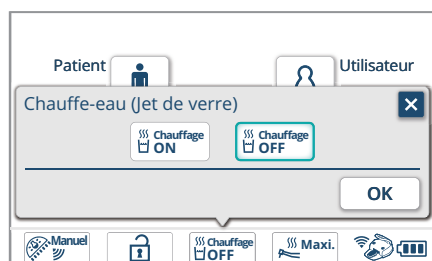 Patient
Utilisateur
Chauffe-eau (Jet de verre)
Chauffage ON
Chauffage OFF
OK
Manuel
Chauffage OFF
Maxi.